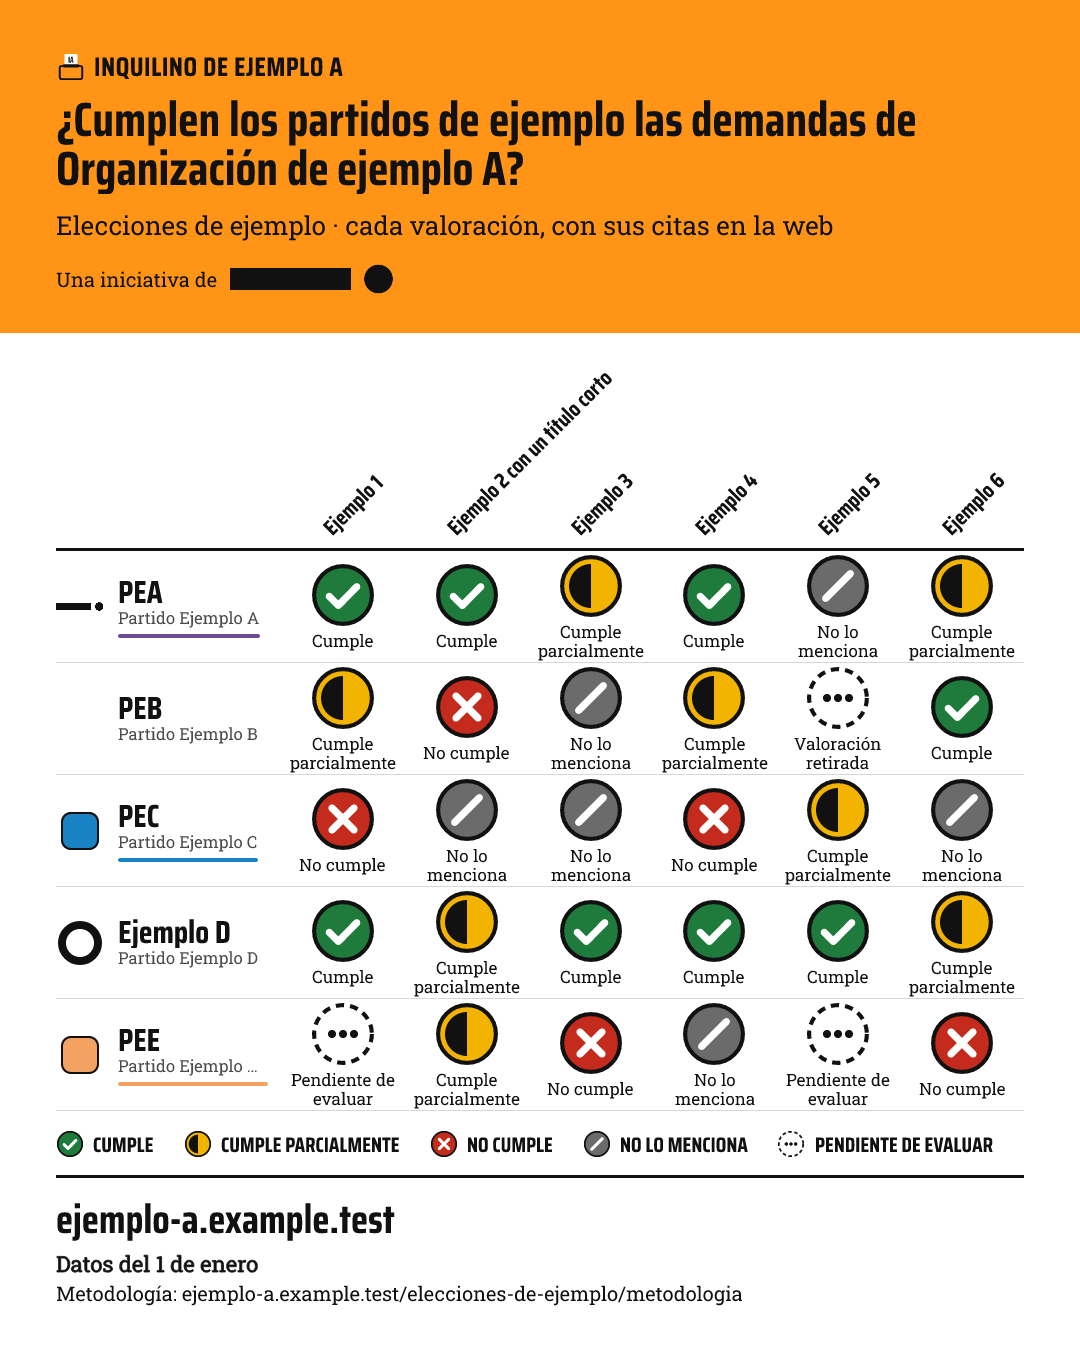 INQUILINO DE EJEMPLO A
¿Cumplen los partidos de ejemplo las demandas de
Organización de ejemplo A?
Elecciones de ejemplo · cada valoración, con sus citas en la web
Una iniciativa de
Ejemplo 1
Ejemplo 2 con un título corto
Ejemplo 3
Ejemplo 4
Ejemplo 5
Ejemplo 6
PEA
Partido Ejemplo A
Cumple
Cumple
Cumple
parcialmente
Cumple
No lo
menciona
Cumple
parcialmente
PEB
Partido Ejemplo B
Cumple
parcialmente
No cumple
No lo
menciona
Cumple
parcialmente
Valoración
retirada
Cumple
PEC
Partido Ejemplo C
No cumple
No lo
menciona
No lo
menciona
No cumple
Cumple
parcialmente
No lo
menciona
Ejemplo D
Partido Ejemplo D
Cumple
Cumple
parcialmente
Cumple
Cumple
Cumple
Cumple
parcialmente
PEE
Partido Ejemplo ...
Pendiente de
evaluar
Cumple
parcialmente
No cumple
No lo
menciona
Pendiente de
evaluar
No cumple
CUMPLE
CUMPLE PARCIALMENTE
NO CUMPLE
NO LO MENCIONA
PENDIENTE DE EVALUAR
ejemplo-a.example.test
Datos del 1 de enero
Metodología: ejemplo-a.example.test/elecciones-de-ejemplo/metodologia